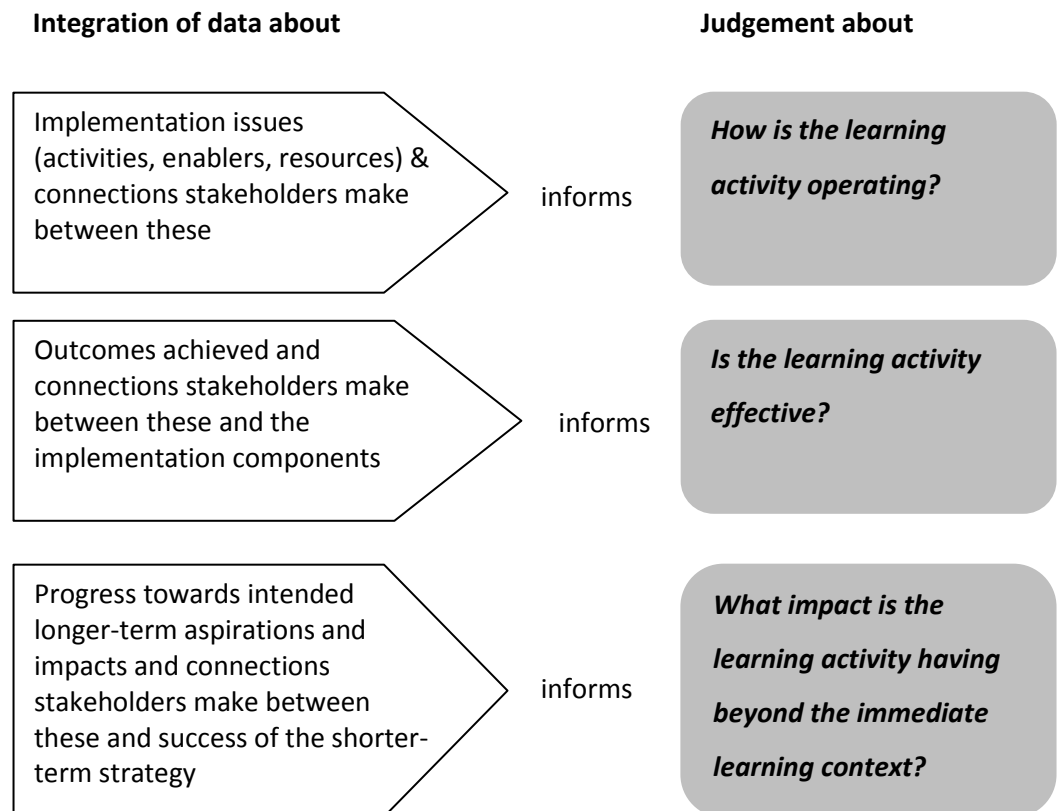 Integration of data about
Judgement about
Implementation issues
(activities, enablers, resources) &
connections stakeholders make
between these
informs
How is the learning
activity operating?
Outcomes achieved and
connections stakeholders make
between these and the
implementation components
informs
Is the learning activity
effective?
Progress towards intended
longer-term aspirations and
impacts and connections
stakeholders make between
these and success of the shorter-
term strategy
informs
What impact is the
learning activity having
beyond the immediate
learning context?